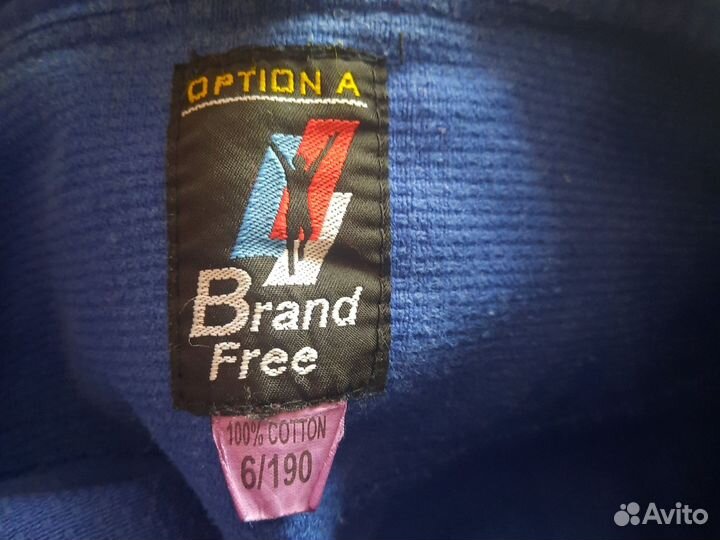 OPTION A
Brand
Free
100% COTTON
6/190
Avito